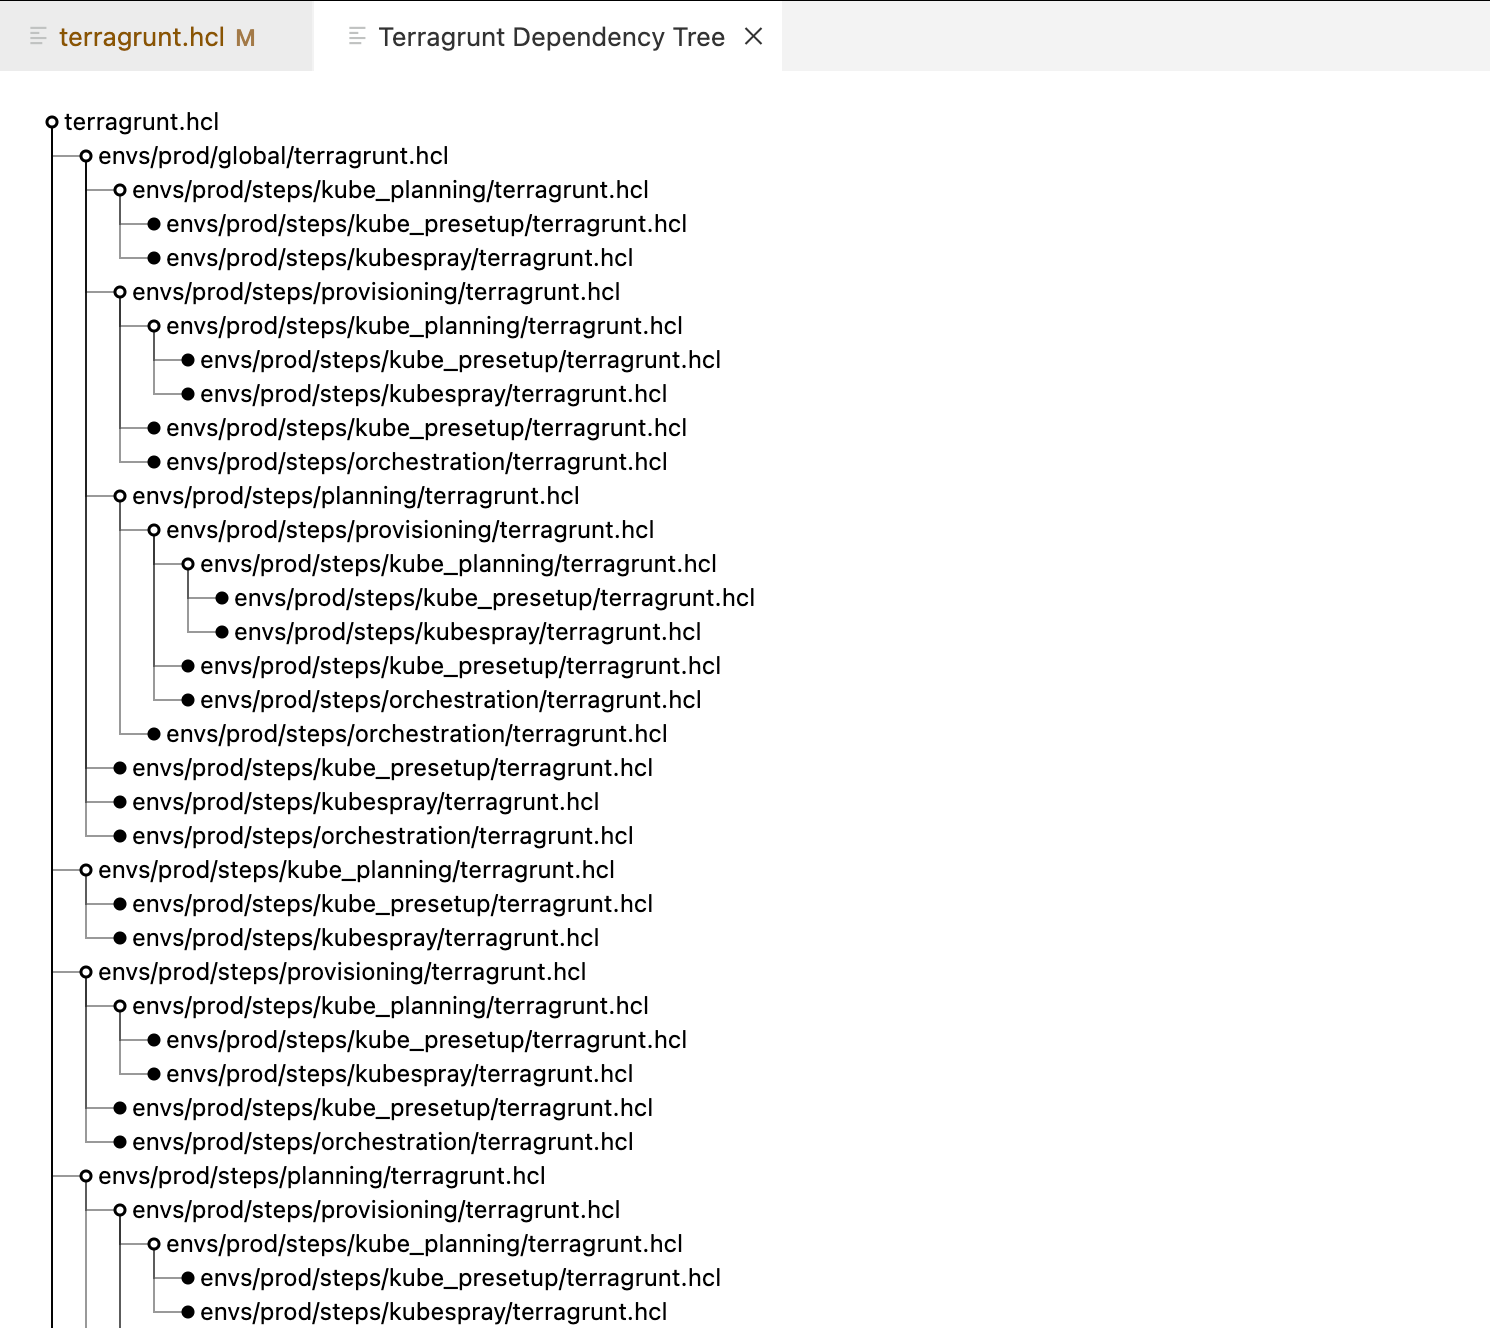 terragrunt.hcl M
Terragrunt Dependency Tree
terragrunt.hcl
envs/prod/global/terragrunt.hcl
envs/prod/steps/kube_planning/terragrunt.hcl
envs/prod/steps/kube_presetup/terragrunt.hcl
envs/prod/steps/kubespray/terragrunt.hcl
envs/prod/steps/provisioning/terragrunt.hcl
envs/prod/steps/kube_planning/terragrunt.hcl
envs/prod/steps/kube_presetup/terragrunt.hcl
envs/prod/steps/kubespray/terragrunt.hcl
envs/prod/steps/kube_presetup/terragrunt.hcl
envs/prod/steps/orchestration/terragrunt.hcl
envs/prod/steps/planning/terragrunt.hcl
envs/prod/steps/provisioning/terragrunt.hcl
envs/prod/steps/kube_planning/terragrunt.hcl
envs/prod/steps/kube_presetup/terragrunt.hcl
envs/prod/steps/kubespray/terragrunt.hcl
envs/prod/steps/kube_presetup/terragrunt.hcl
envs/prod/steps/orchestration/terragrunt.hcl
envs/prod/steps/orchestration/terragrunt.hcl
envs/prod/steps/kube_presetup/terragrunt.hcl
envs/prod/steps/kubespray/terragrunt.hcl
envs/prod/steps/orchestration/terragrunt.hcl
envs/prod/steps/kube_planning/terragrunt.hcl
envs/prod/steps/kube_presetup/terragrunt.hcl
envs/prod/steps/kubespray/terragrunt.hcl
envs/prod/steps/provisioning/terragrunt.hcl
envs/prod/steps/kube_planning/terragrunt.hcl
envs/prod/steps/kube_presetup/terragrunt.hcl
envs/prod/steps/kubespray/terragrunt.hcl
envs/prod/steps/kube_presetup/terragrunt.hcl
envs/prod/steps/orchestration/terragrunt.hcl
envs/prod/steps/planning/terragrunt.hcl
envs/prod/steps/provisioning/terragrunt.hcl
envs/prod/steps/kube_planning/terragrunt.hcl
envs/prod/steps/kube_presetup/terragrunt.hcl
envs/prod/steps/kubespray/terragrunt.hcl